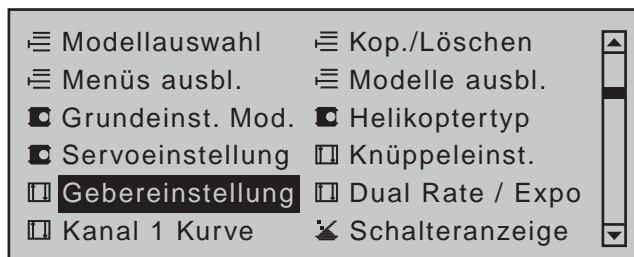 Modellauswahl Kop./Löschen
Menüs ausbl. Modelle ausbl.
Grundeinst. Mod. Helikoptertyp
Servoeinstellung Knüppeleinst.
Gebereinstellung Dual Rate / Expo
Kanal 1 Kurve Schalteranzeige